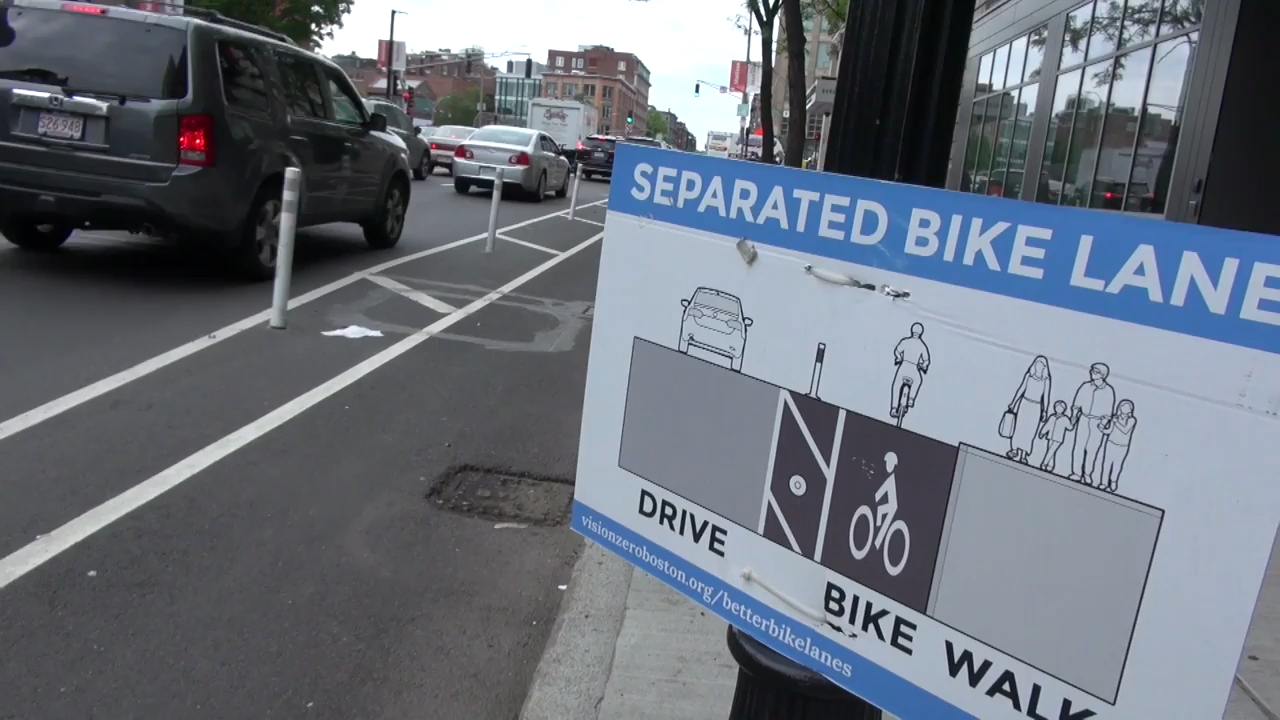 SEPARATED BIKE LANE
DRIVE
BIKE
WALK
visionzeroboston.org/betterbikelanes